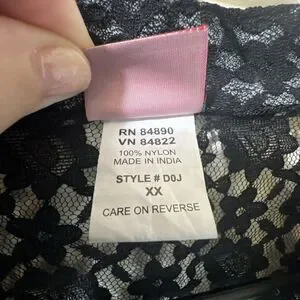 RN 84890
VN 84822
100% NYLON
MADE IN INDIA
STYLE # D0J
XX
CARE ON REVERSE